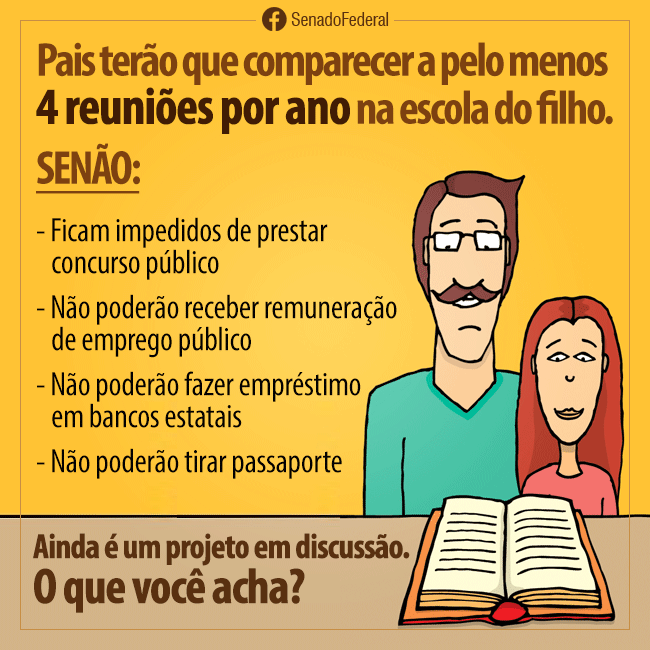 SenadoFederal
Pais terão que comparecer a pelo menos
4 reuniões por ano na escola do filho.
SENÃO:
- Ficam impedidos de prestar
concurso público
- Não poderão receber remuneração
de emprego público
- Não poderão fazer empréstimo
em bancos estatais
- Não poderão tirar passaporte
Ainda é um projeto em discussão.
O que você acha?